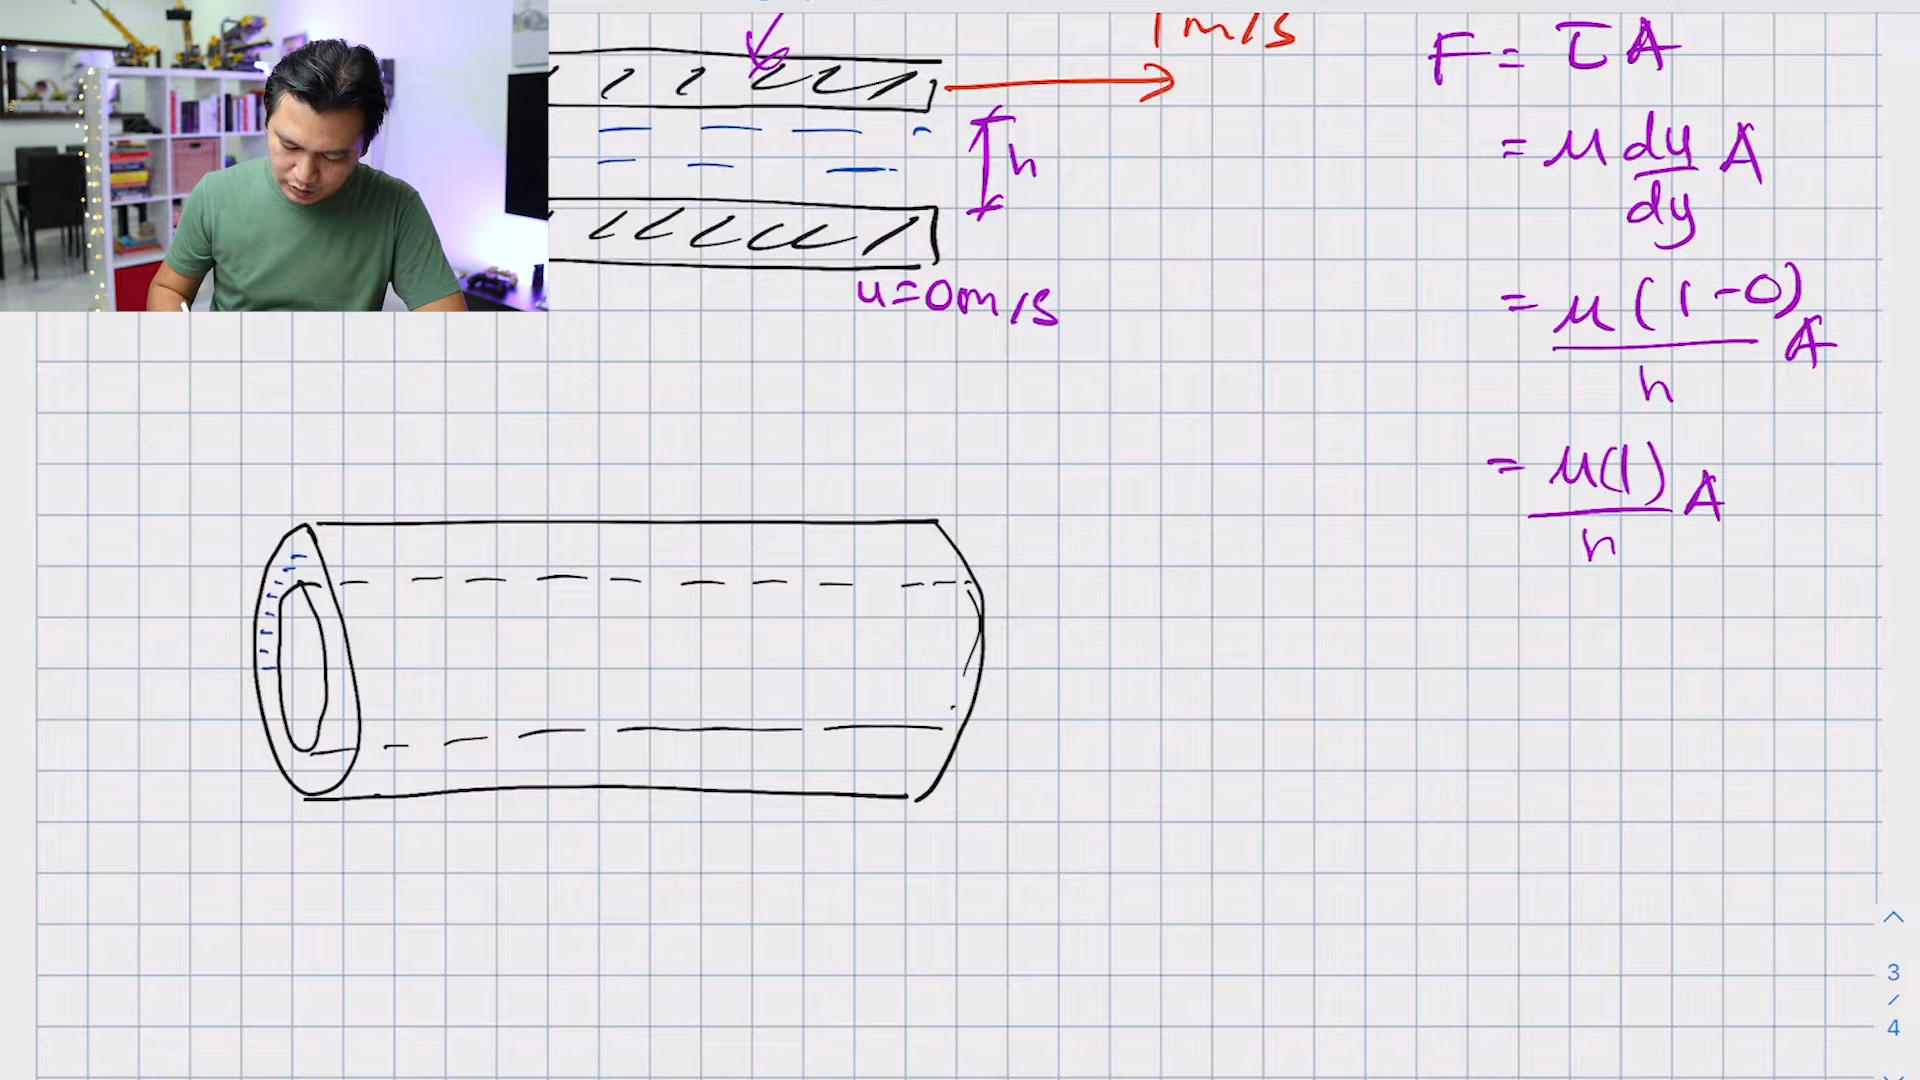 1 m/s
F = τA
= μ dy/dy A
h
= μ(1-0)/h A
u=0m/s
= μ(1)/h A
3
/
4